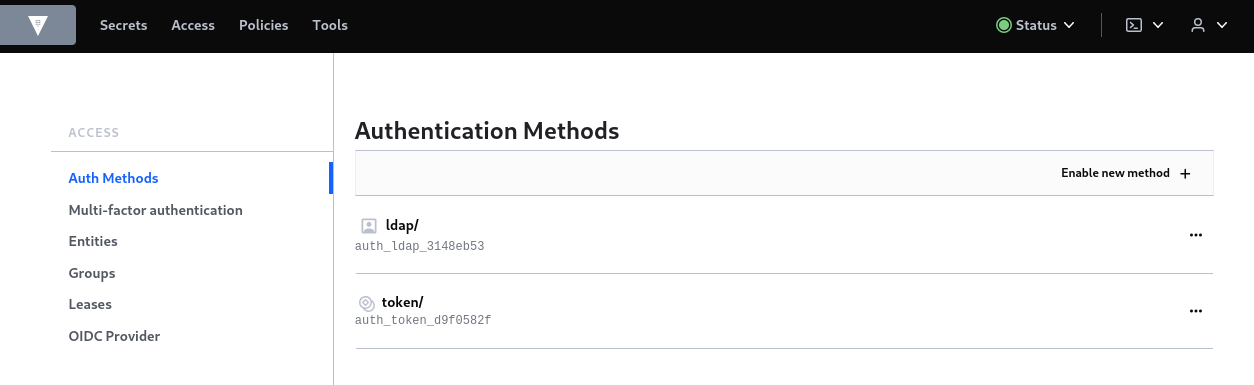 Secrets Access Policies Tools Status
ACCESS
Auth Methods
Multi-factor authentication
Entities
Groups
Leases
OIDC Provider
Authentication Methods
Enable new method +
ldap/
auth_ldap_3148eb53
token/
auth_token_d9f0582f